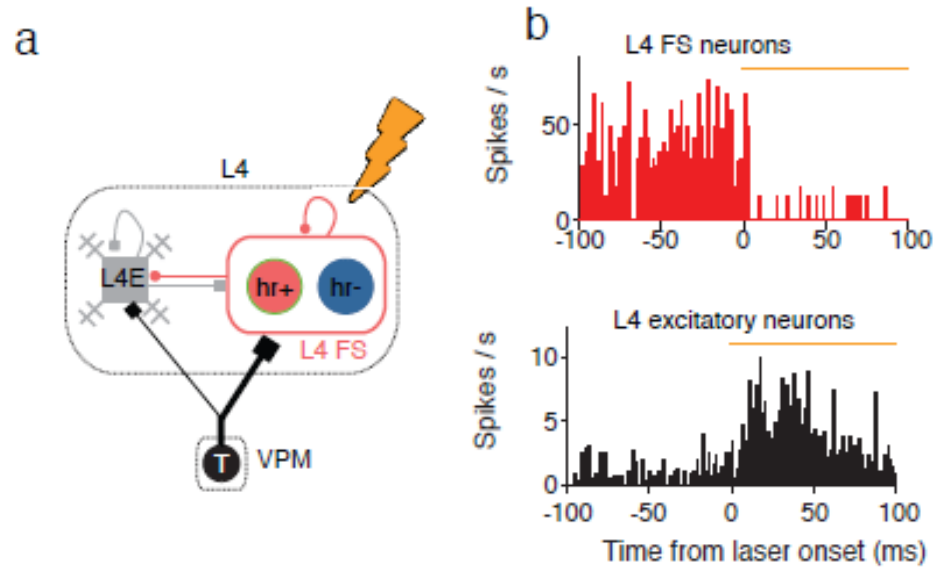 a
L4
L4E
hr+
hr-
L4 FS
T
VPM
b
L4 FS neurons
Spikes / s
50
0
-100
-50
0
50
100
L4 excitatory neurons
Spikes / s
10
5
0
-100
-50
0
50
100
Time from laser onset (ms)